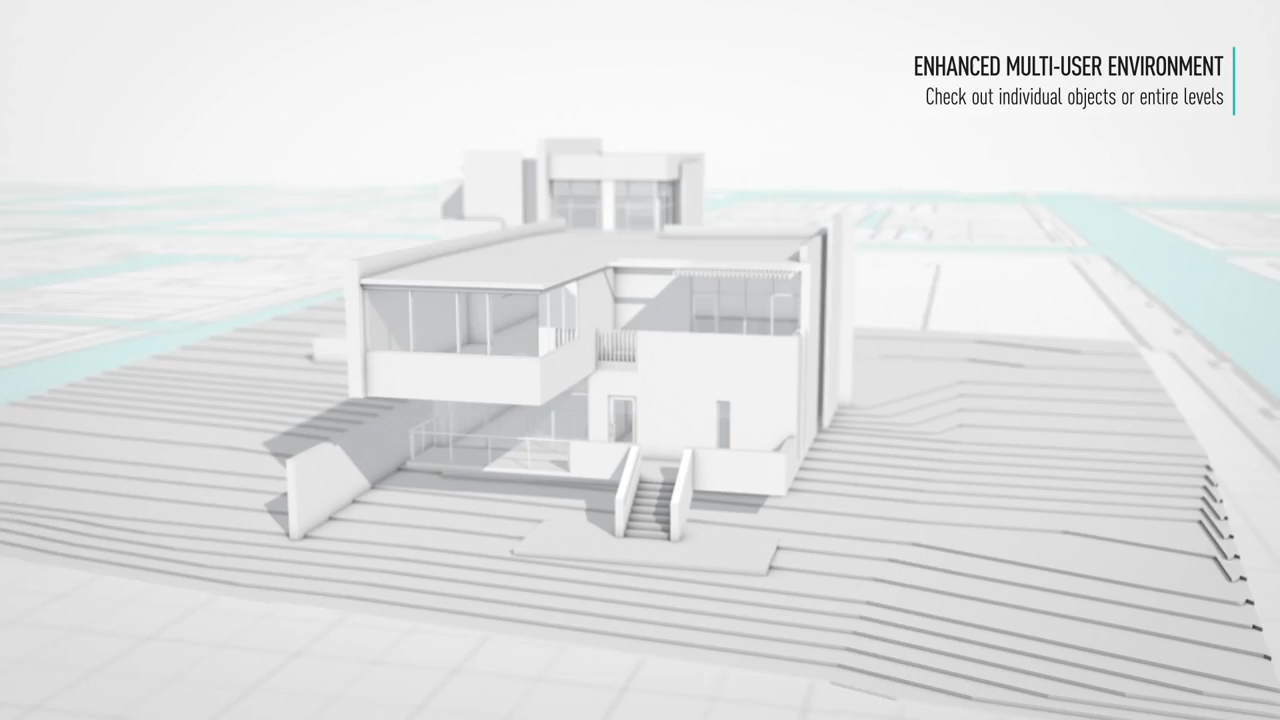 ENHANCED MULTI-USER ENVIRONMENT
Check out individual objects or entire levels